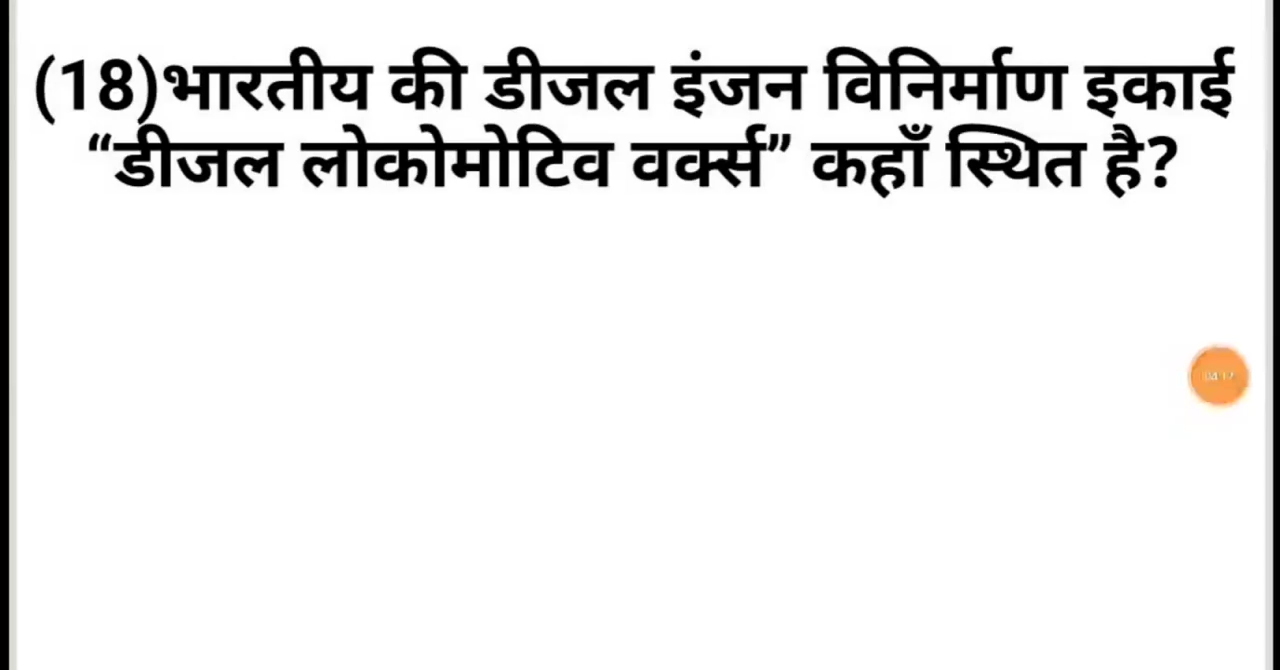 (18)भारतीय की डीजल इंजन विनिर्माण इकाई
“डीजल लोकोमोटिव वर्क्स” कहाँ स्थित है?